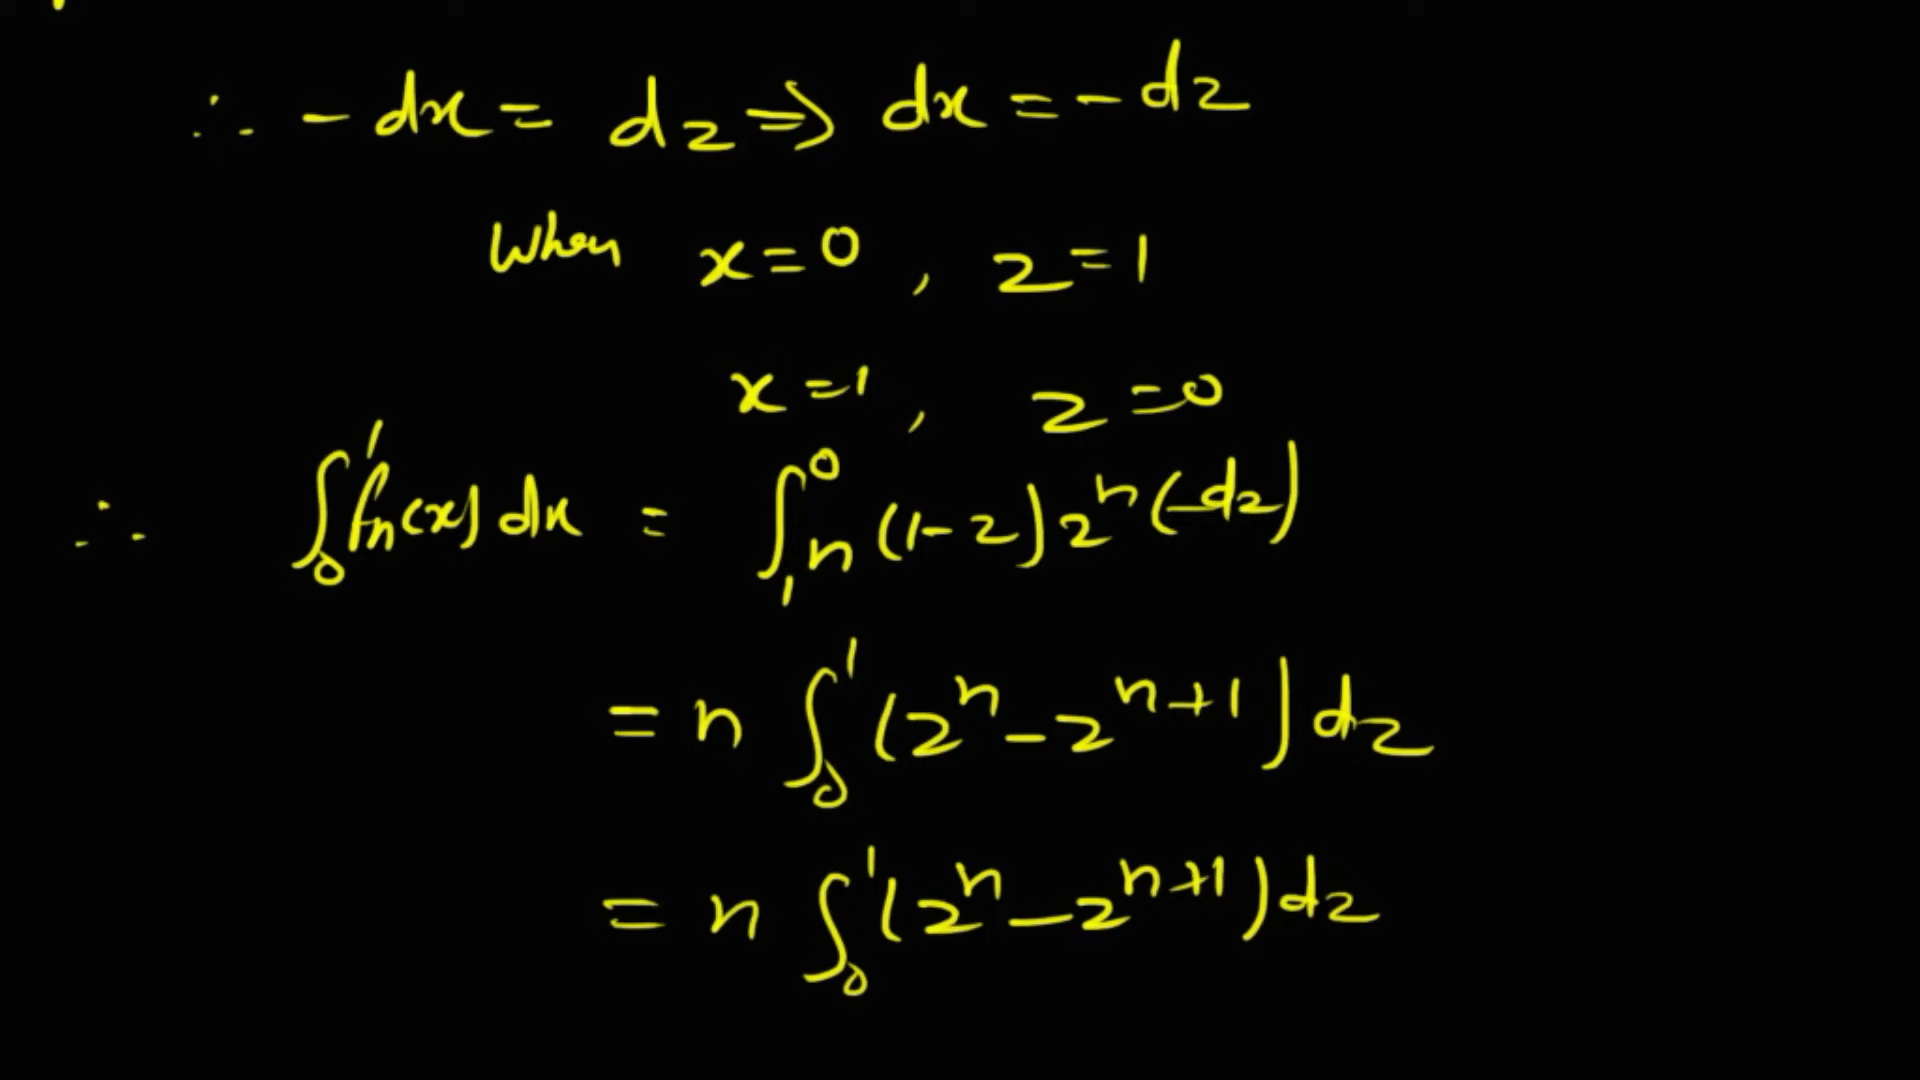 ∴ -dx = dz ⇒ dx = -dz
When x = 0 , z = 1
x = 1 , z = 0
∴ ∫₀¹ fn(x) dx = ∫₁⁰ n (1-z) zⁿ (-dz)
= n ∫₀¹ (zⁿ - zⁿ⁺¹) dz
= n ∫₀¹ (zⁿ - zⁿ⁺¹) dz